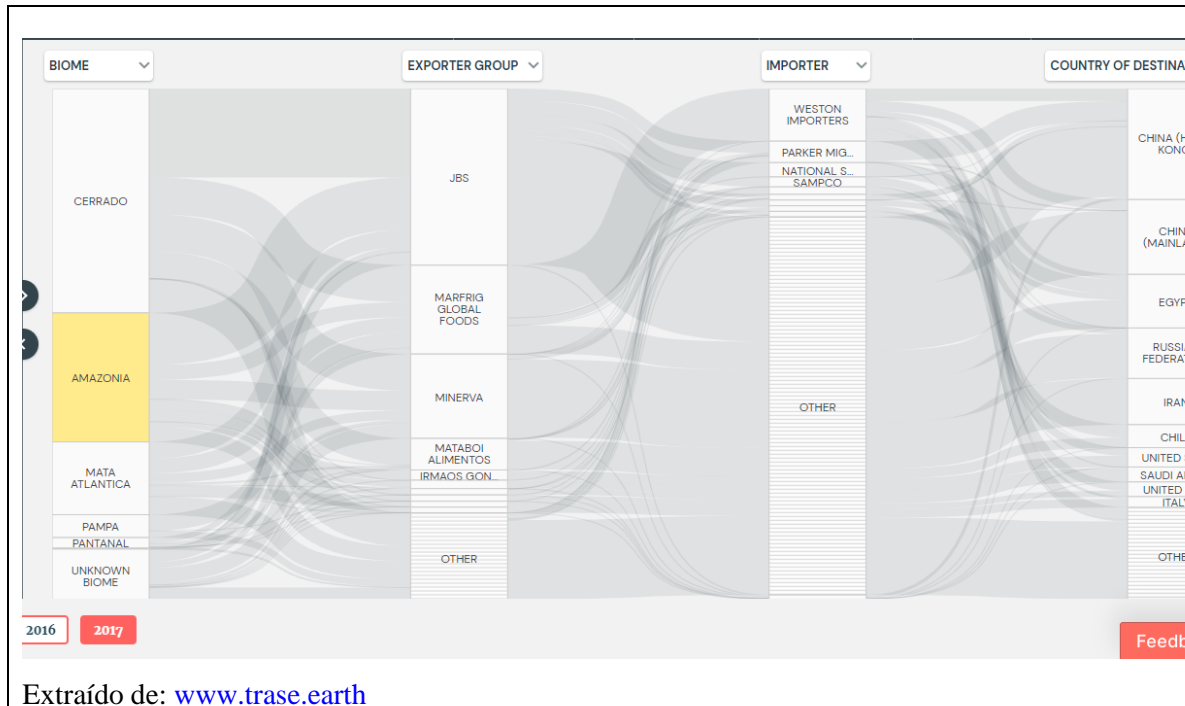 BIOME
EXPORTER GROUP
IMPORTER
COUNTRY OF DESTINA
CERRADO
AMAZONIA
MATA
ATLANTICA
PAMPA
PANTANAL
UNKNOWN
BIOME
JBS
MARFRIG
GLOBAL
FOODS
MINERVA
MATABOI
ALIMENTOS
IRMAOS GON...
OTHER
WESTON
IMPORTERS
PARKER MIG...
NATIONAL S...
SAMPCO
OTHER
CHINA (H
KONG
CHIN
(MAINLA
EGYP
RUSSI
FEDERAT
IRAN
CHIL
UNITED S
SAUDI A
UNITED
ITALY
OTHE
2016
2017
Feedb
Extraído de: www.trase.earth